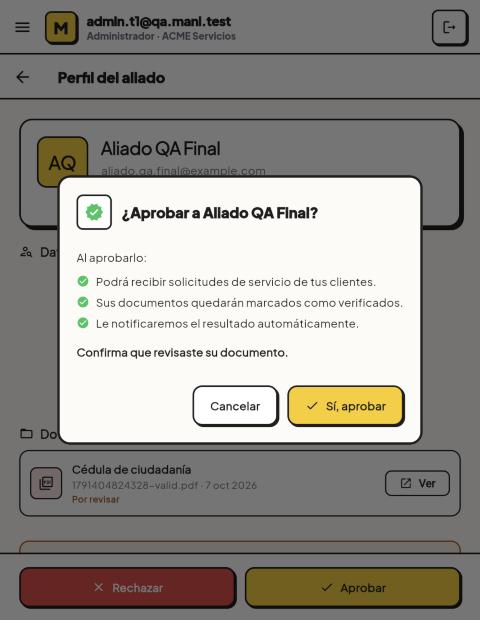 M
admin.t1@qa.mani.test
Administrador · ACME Servicios
Perfil del aliado
AQ
Aliado QA Final
aliado.qa.final@example.com
¿Aprobar a Aliado QA Final?
Al aprobarlo:
Podrá recibir solicitudes de servicio de tus clientes.
Sus documentos quedarán marcados como verificados.
Le notificaremos el resultado automáticamente.
Confirma que revisaste su documento.
Cancelar
Sí, aprobar
Cédula de ciudadanía
1791404824328-valid.pdf · 7 oct 2026
Por revisar
Ver
Rechazar
Aprobar